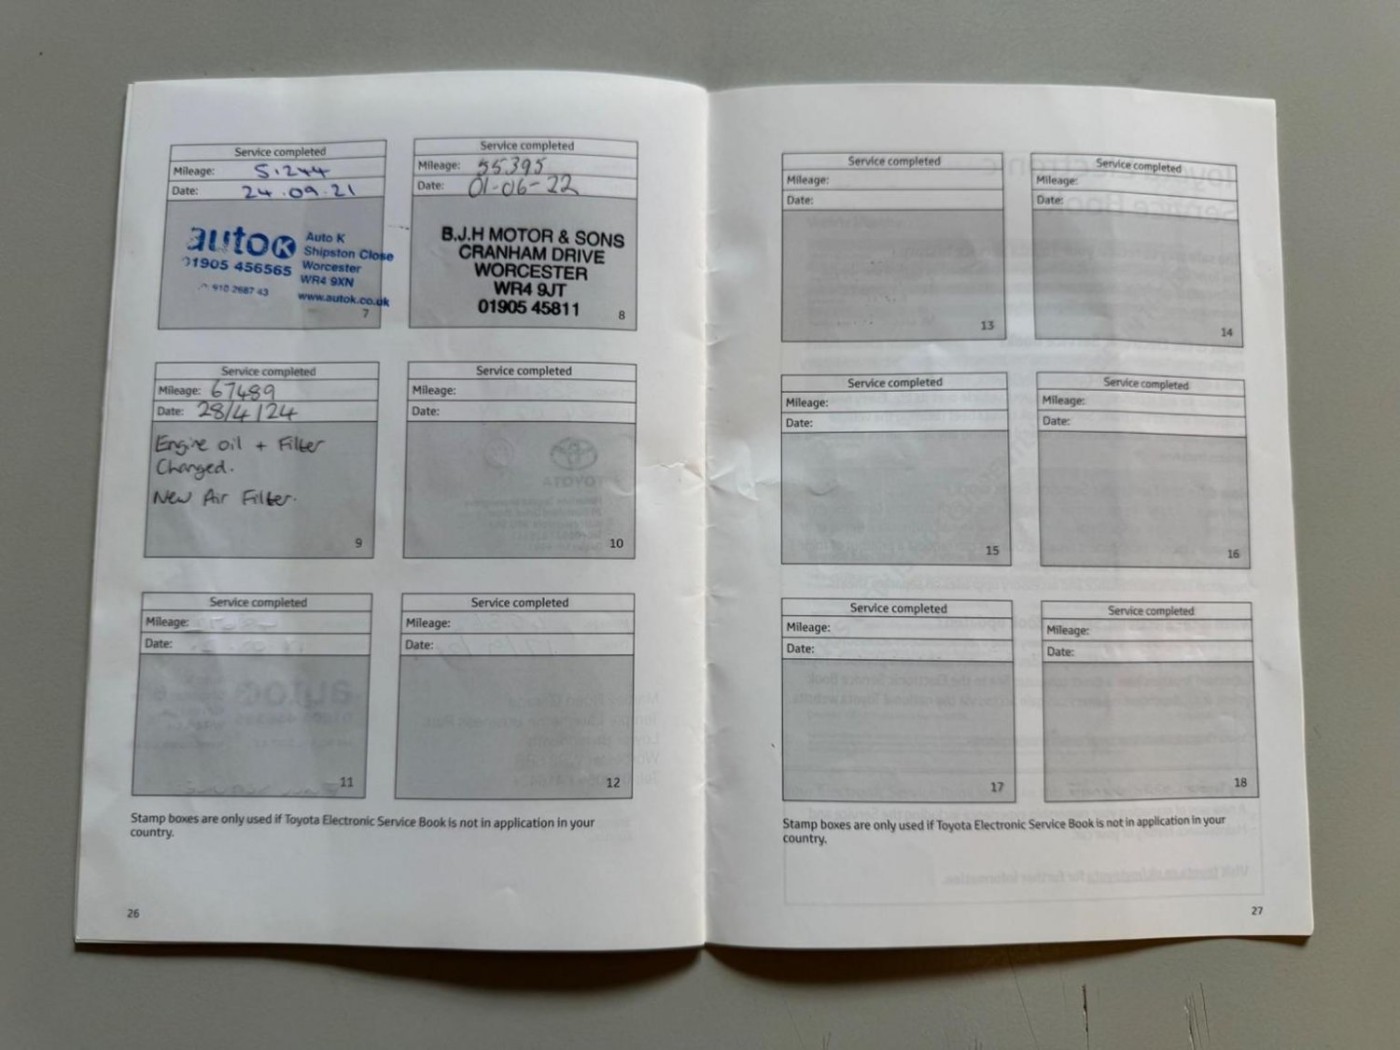 Service completed
Mileage: 51244
Date: 24.09.21
autoK
01905 456565
Auto K
Shipston Close
Worcester
WR4 9XN
www.autok.co.uk
7
Service completed
Mileage: 55395
Date: 01-06-22
B.J.H MOTOR & SONS
CRANHAM DRIVE
WORCESTER
WR4 9JT
01905 45811
8
Service completed
Mileage: 67489
Date: 28/4/24
Engine oil + Filter
Changed.
New Air Filter.
9
Service completed
Mileage:
Date:
10
Service completed
Mileage:
Date:
11
Service completed
Mileage:
Date:
12
Stamp boxes are only used if Toyota Electronic Service Book is not in application in your
country.
26
Service completed
Mileage:
Date:
13
Service completed
Mileage:
Date:
14
Service completed
Mileage:
Date:
15
Service completed
Mileage:
Date:
16
Service completed
Mileage:
Date:
17
Service completed
Mileage:
Date:
18
Stamp boxes are only used if Toyota Electronic Service Book is not in application in your
country.
27